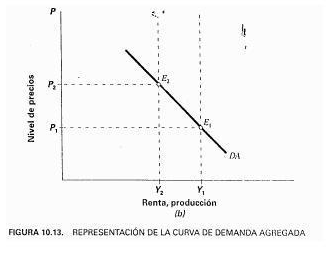 P
P₂
E₂
P₁
E₁
DA
Nivel de precios
Y₂ Y₁
Renta, producción
(b)
FIGURA 10.13. REPRESENTACIÓN DE LA CURVA DE DEMANDA AGREGADA